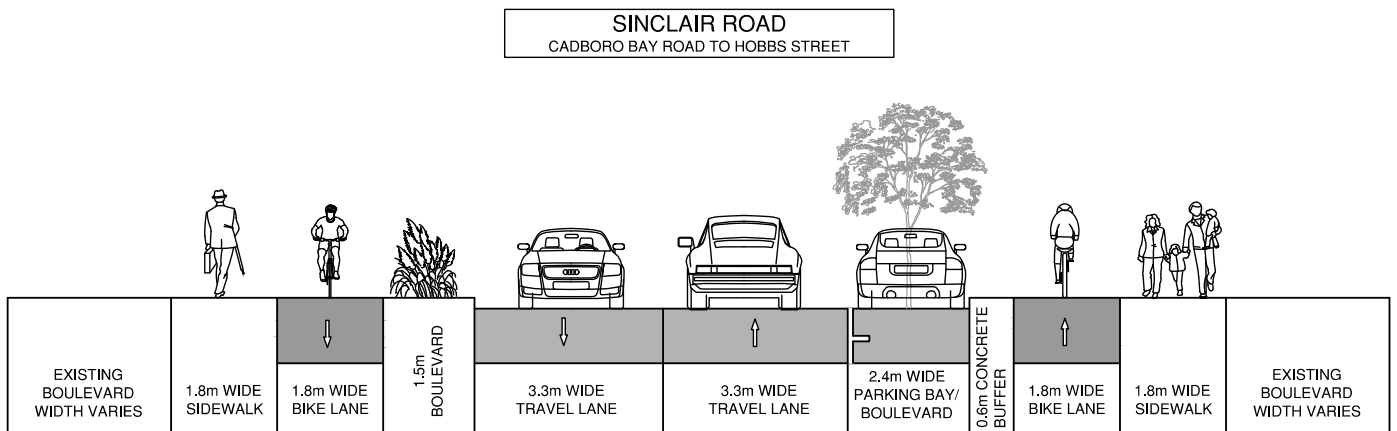 SINCLAIR ROAD
CADBORO BAY ROAD TO HOBBS STREET
EXISTING
BOULEVARD
WIDTH VARIES
1.8m WIDE
SIDEWALK
1.8m WIDE
BIKE LANE
1.5m
BOULEVARD
3.3m WIDE
TRAVEL LANE
3.3m WIDE
TRAVEL LANE
2.4m WIDE
PARKING BAY/
BOULEVARD
0.6m CONCRETE
BUFFER
1.8m WIDE
BIKE LANE
1.8m WIDE
SIDEWALK
EXISTING
BOULEVARD
WIDTH VARIES